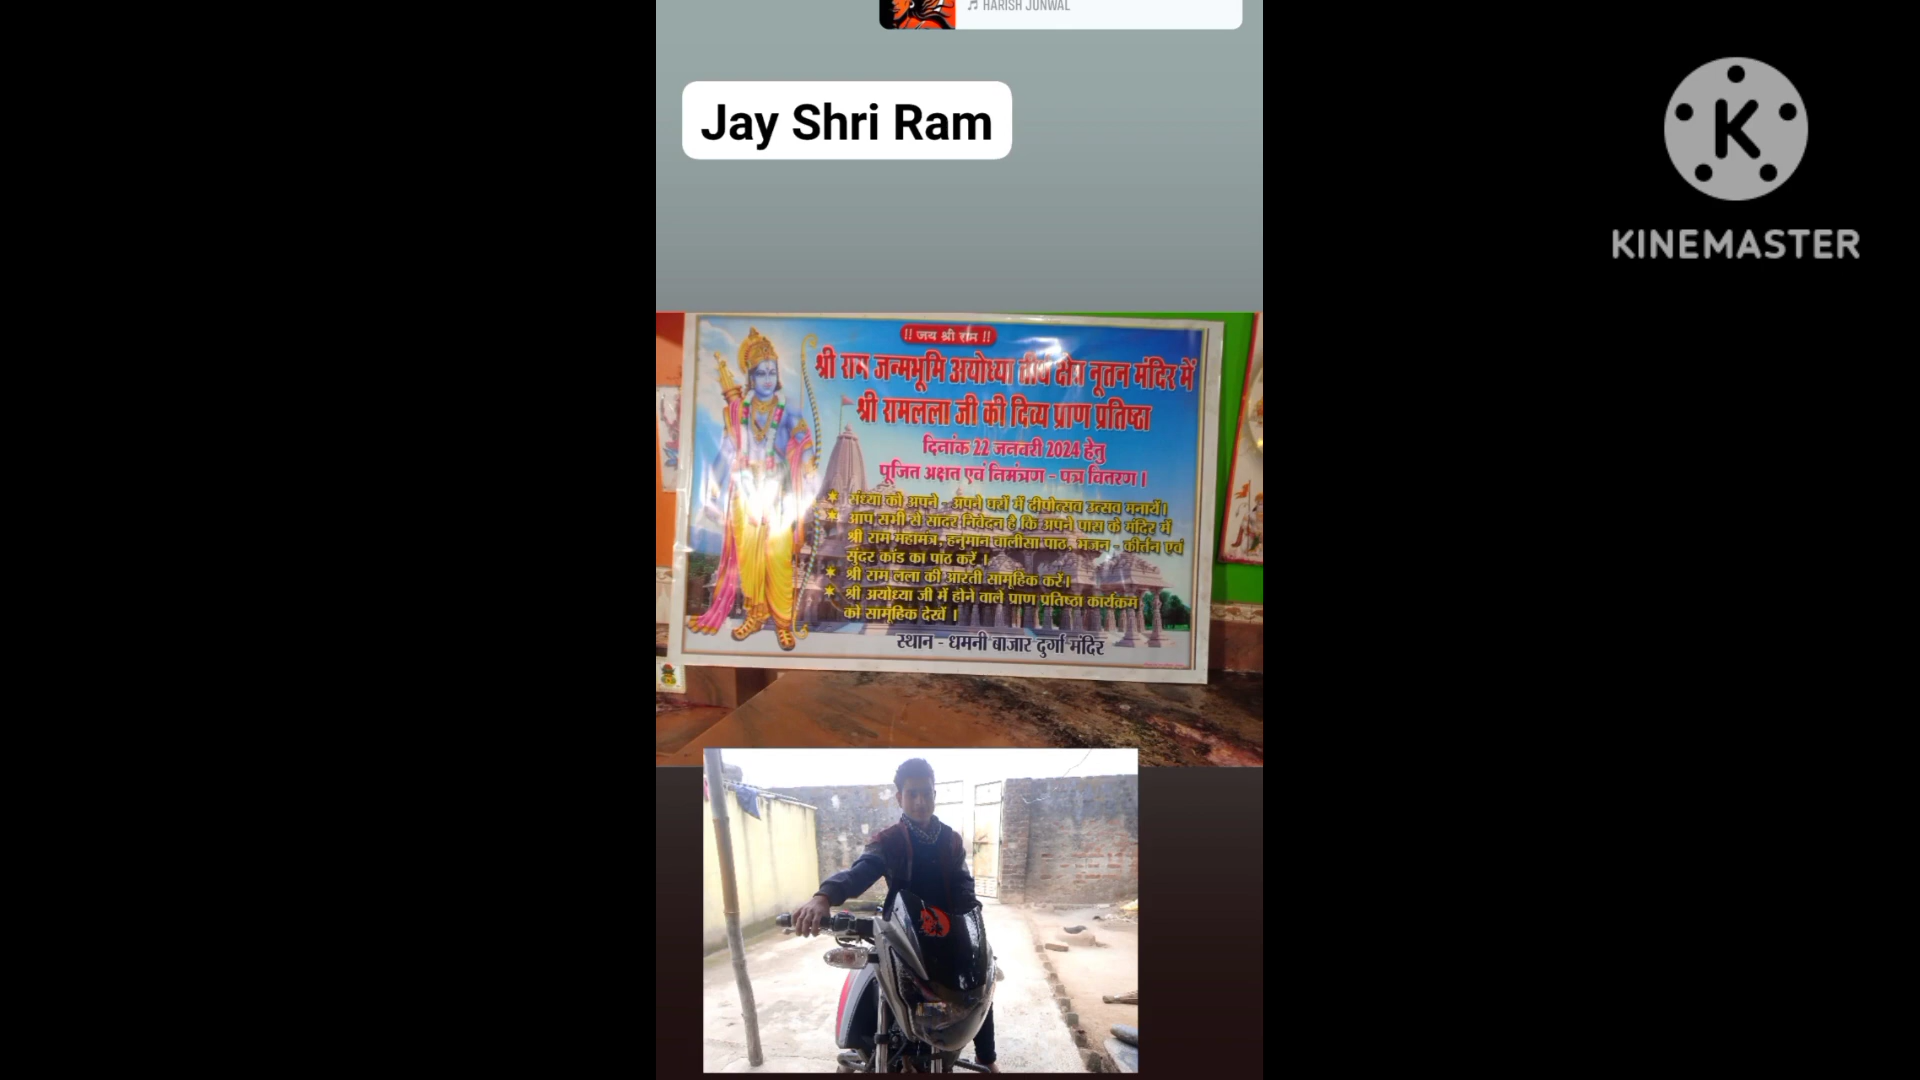 HARISH JUNWAL
Jay Shri Ram
K
KINEMASTER
!! जय श्री राम !!
श्री राम जन्मभूमि अयोध्या तीर्थ क्षेत्र नूतन मंदिर में
श्री रामलला जी की दिव्य प्राण प्रतिष्ठा
दिनांक 22 जनवरी 2024 हेतु
पूजित अक्षत एवं निमंत्रण - पत्र वितरण ।
संध्या को अपने - अपने घरों में दीपोत्सव उत्सव मनायें।
आप सभी से सादर निवेदन है कि अपने पास के मंदिर में
श्री राम महामंत्र, हनुमान चालीसा पाठ, भजन - कीर्तन एवं
सुंदर कांड का पाठ करें ।
श्री राम लला की आरती सामूहिक करें।
श्री अयोध्या जी में होने वाले प्राण प्रतिष्ठा कार्यक्रम
को सामूहिक देखें ।
स्थान - धमनी बाजार दुर्गा मंदिर